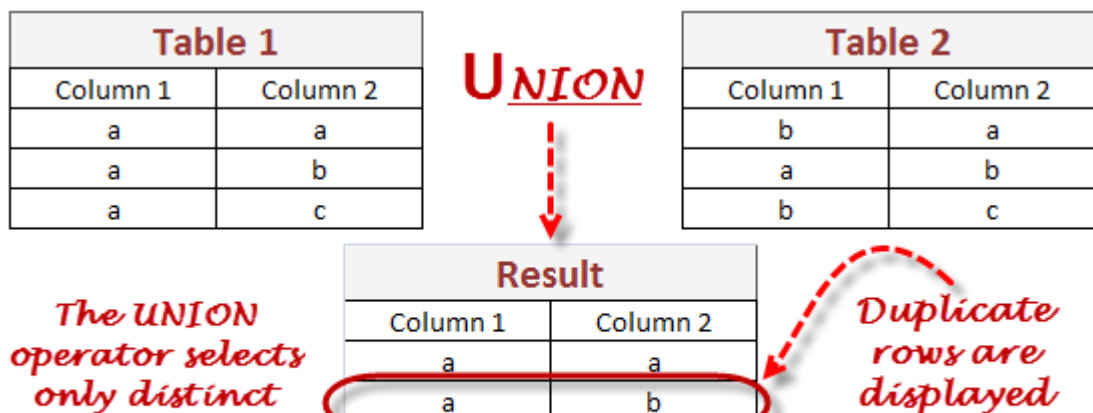 Table 1
Column 1 Column 2
a a
a b
a c
UNION
Table 2
Column 1 Column 2
b a
a b
b c
Result
Column 1 Column 2
a a
a b
The UNION
operator selects
only distinct
Duplicate
rows are
displayed